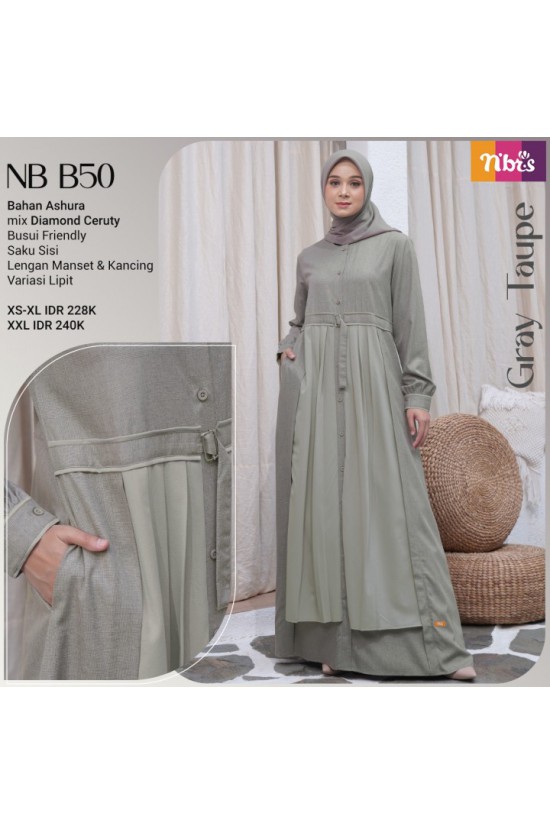 NB B50
Bahan Ashura
mix Diamond Ceruty
Busui Friendly
Saku Sisi
Lengan Manset & Kancing
Variasi Lipit
XS-XL IDR 228K
XXL IDR 240K
Nibr's
Gray Taupe